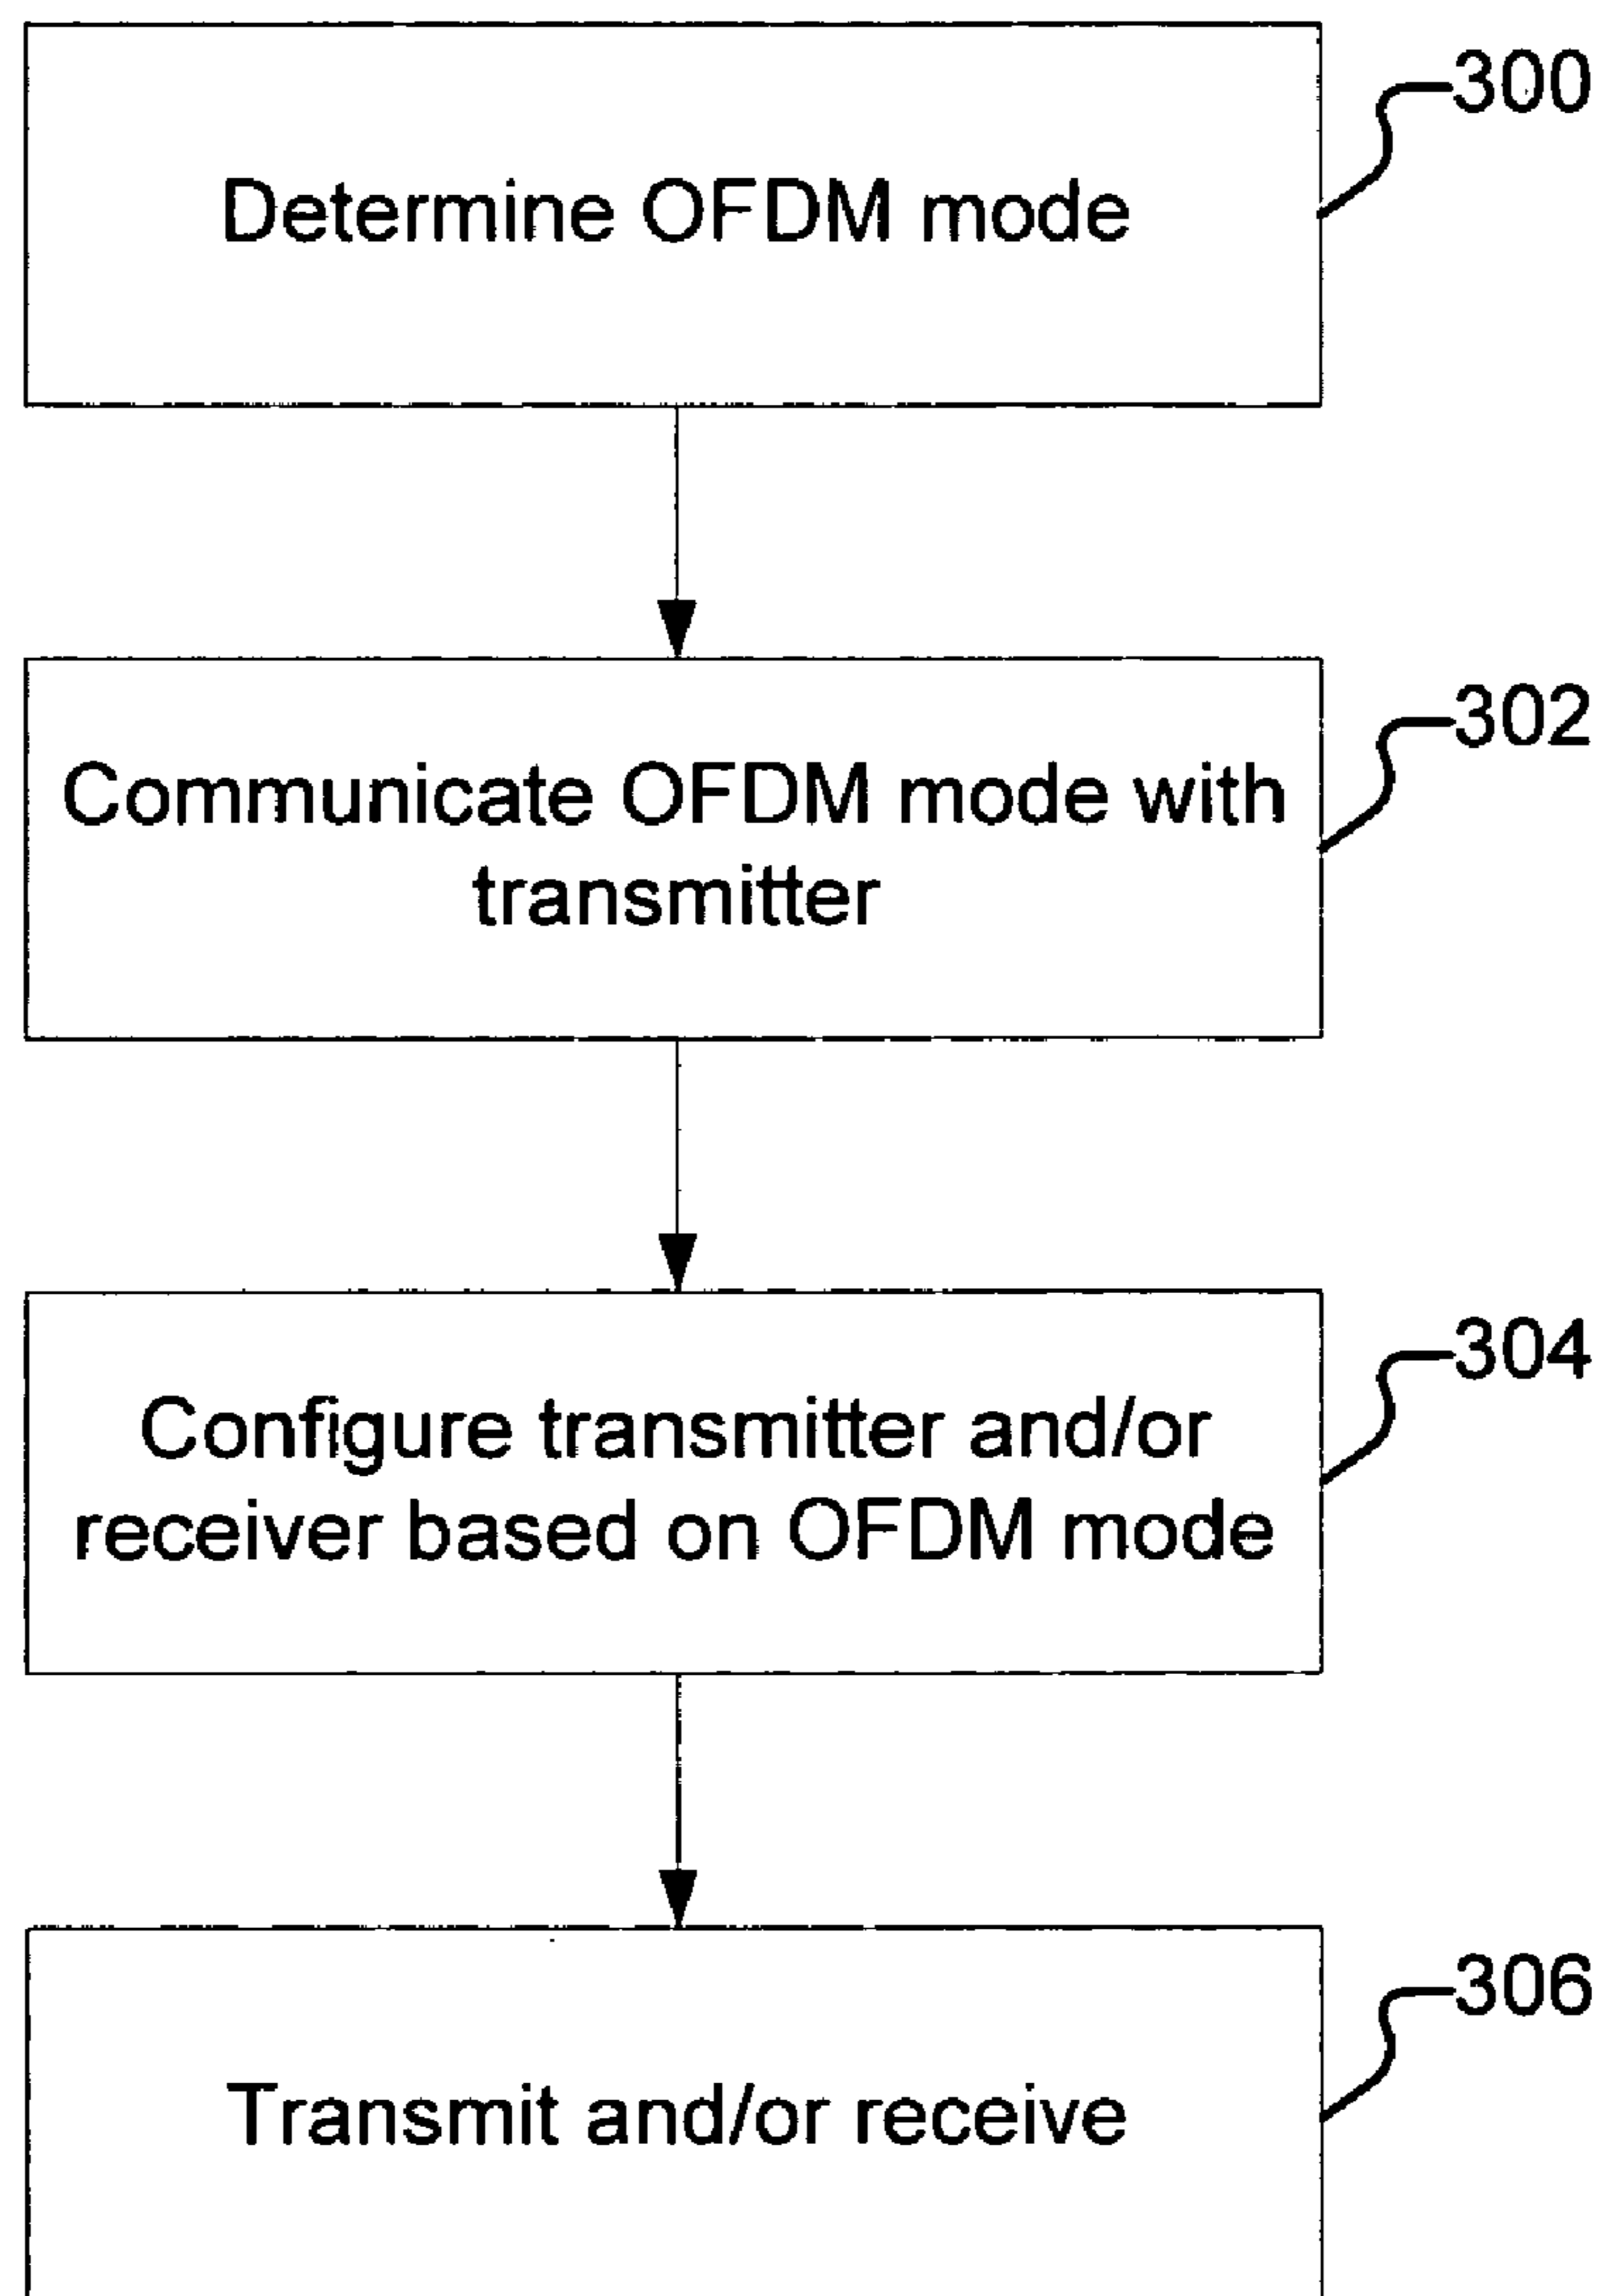 300
Determine OFDM mode
302
Communicate OFDM mode with
transmitter
304
Configure transmitter and/or
receiver based on OFDM mode
306
Transmit and/or receive